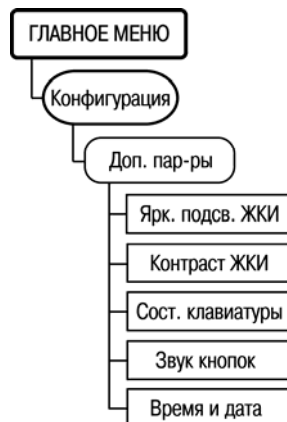 ГЛАВНОЕ МЕНЮ
Конфигурация
Доп. пар-ры
Ярк. подсв. ЖКИ
Контраст ЖКИ
Сост. клавиатуры
Звук кнопок
Время и дата